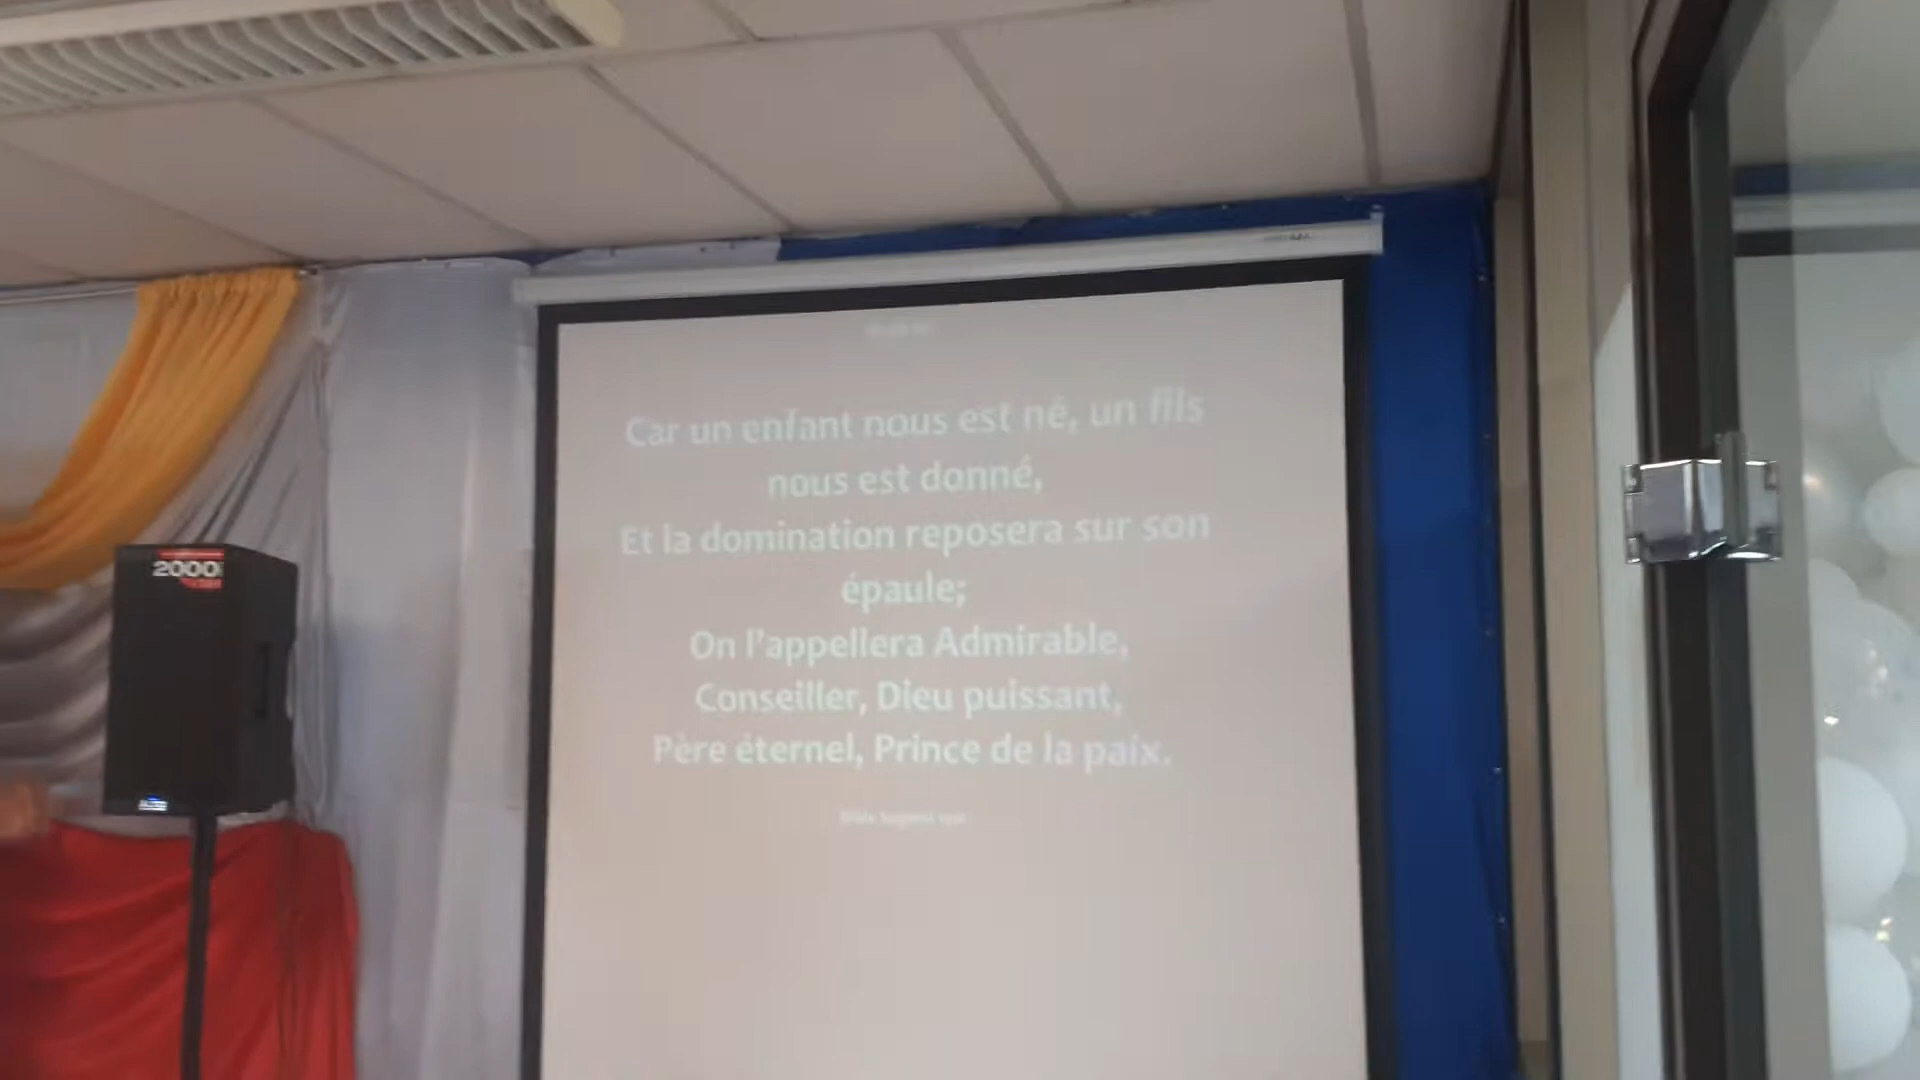 Car un enfant nous est né, un fils
nous est donné,
Et la domination reposera sur son
épaule;
On l'appellera Admirable,
Conseiller, Dieu puissant,
Père éternel, Prince de la paix.
2000